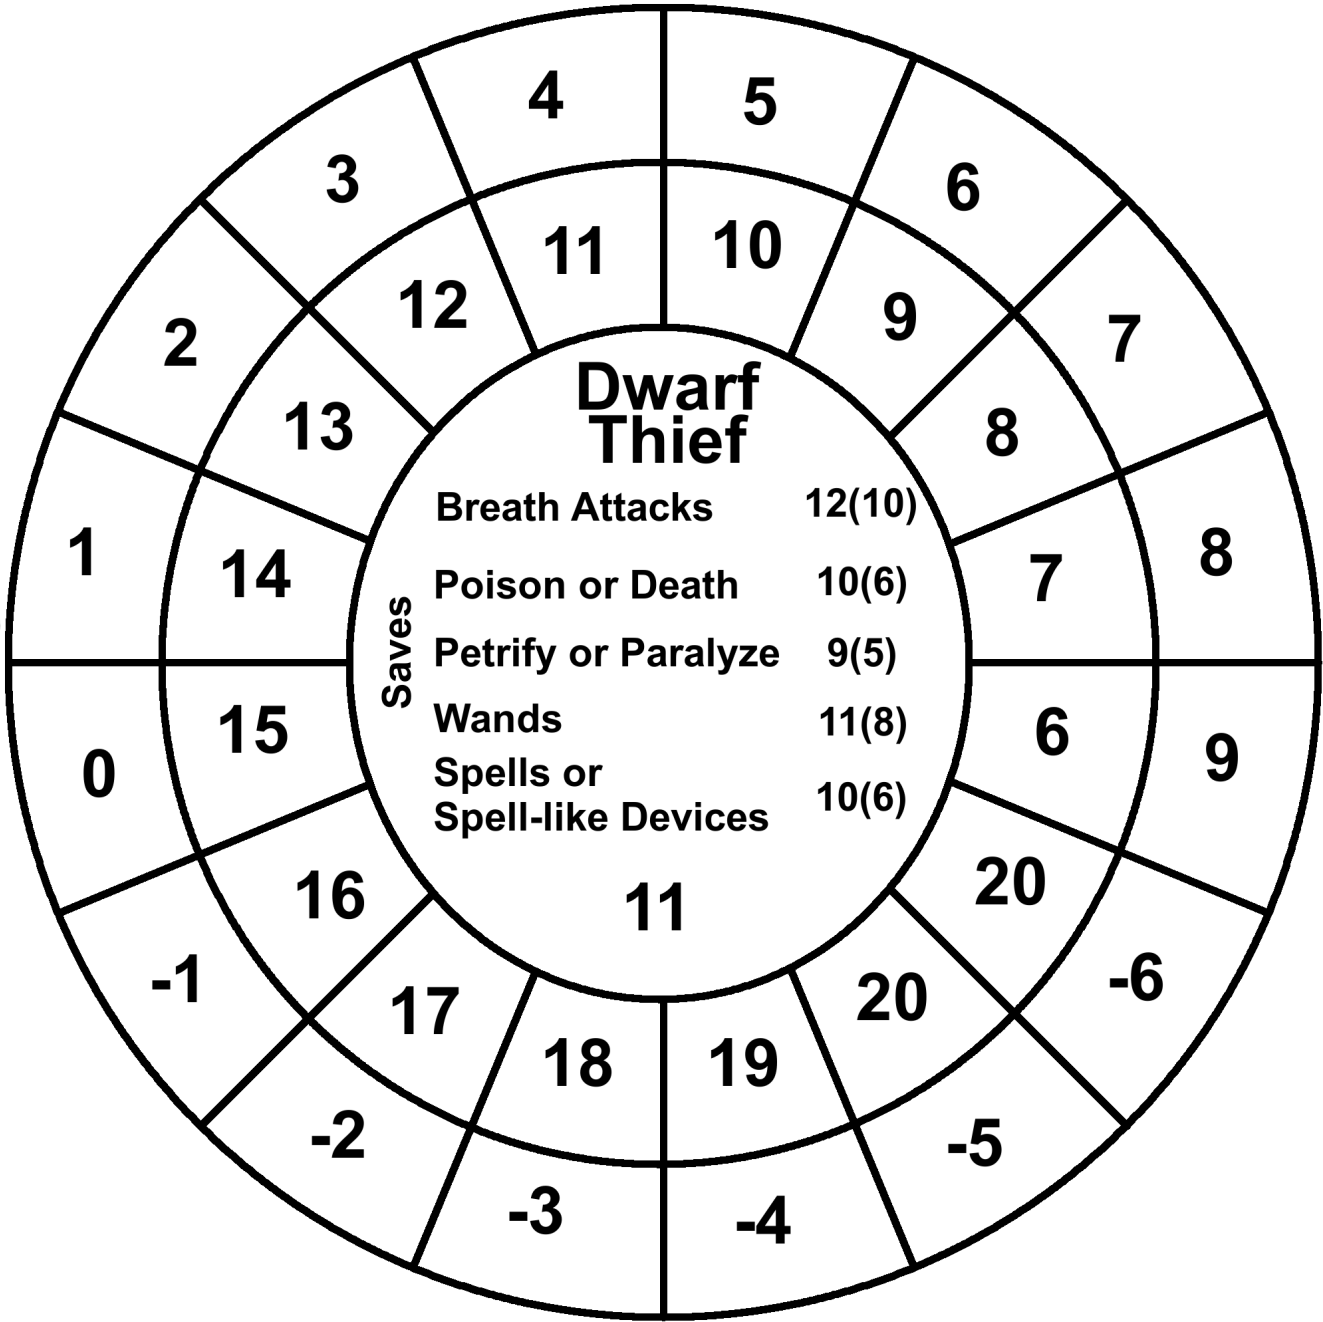 4 5
3 6
11 10
12 9
2 7
13 8
Dwarf
Thief
Breath Attacks 12(10)
1 14 7 8
Poison or Death 10(6)
Saves
Petrify or Paralyze 9(5)
Wands 11(8)
0 15 6 9
Spells or
Spell-like Devices 10(6)
16 11 20
-1 -6
17 20
18 19
-2 -5
-3 -4